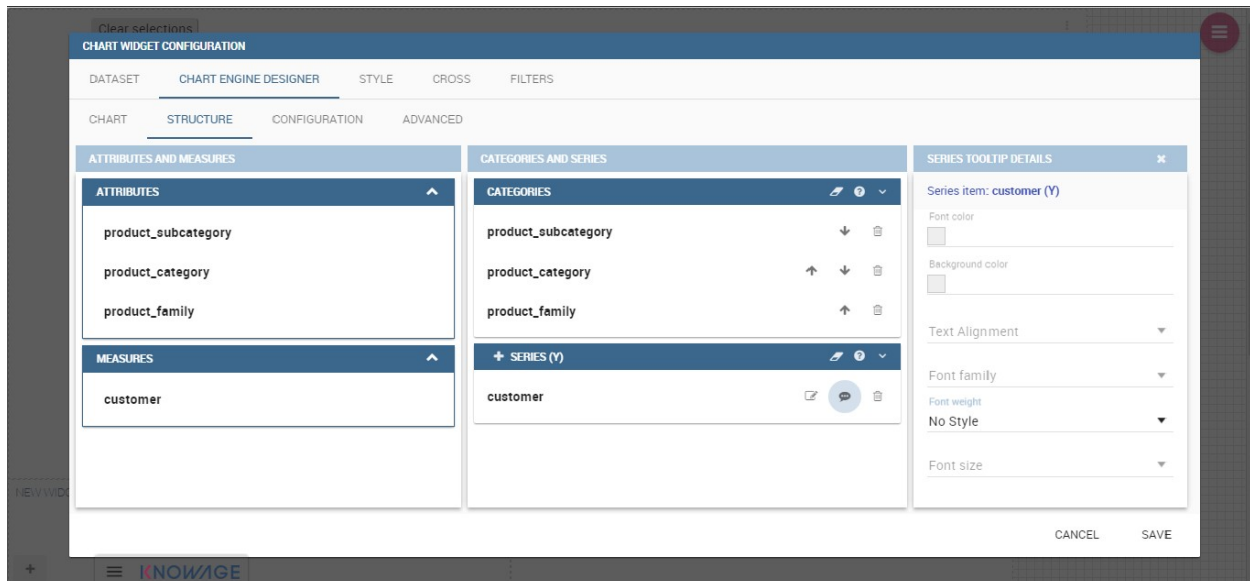 Clear selections
CHART WIDGET CONFIGURATION
DATASET CHART ENGINE DESIGNER STYLE CROSS FILTERS
CHART STRUCTURE CONFIGURATION ADVANCED
ATTRIBUTES AND MEASURES
ATTRIBUTES
product_subcategory
product_category
product_family
MEASURES
customer
CATEGORIES AND SERIES
CATEGORIES
product_subcategory
product_category
product_family
+ SERIES (Y)
customer
SERIES TOOLTIP DETAILS
Series item: customer (Y)
Font color
Background color
Text Alignment
Font family
Font weight
No Style
Font size
NEW WIDG
CANCEL SAVE
KNOWAGE